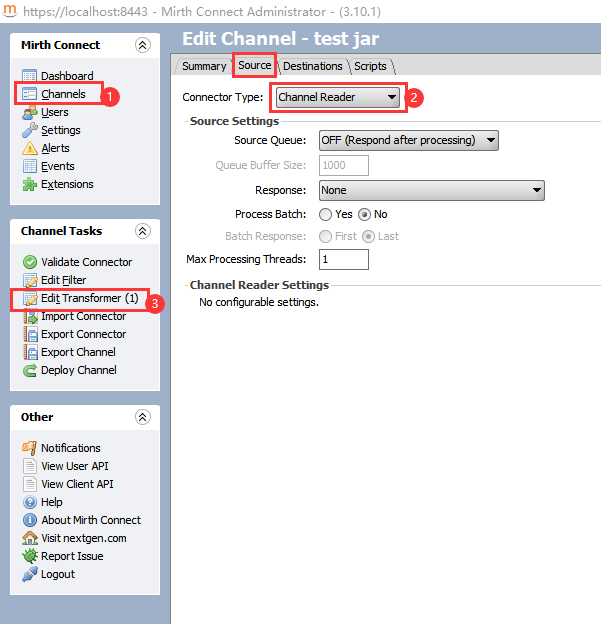 https://localhost:8443 - Mirth Connect Administrator - (3.10.1)
Mirth Connect
Dashboard
Channels
1
Users
Settings
Alerts
Events
Extensions
Channel Tasks
Validate Connector
Edit Filter
Edit Transformer (1)
3
Import Connector
Export Connector
Export Channel
Deploy Channel
Other
Notifications
View User API
View Client API
Help
About Mirth Connect
Visit nextgen.com
Report Issue
Logout
Edit Channel - test jar
Summary Source Destinations Scripts
Connector Type: Channel Reader 2
Source Settings
Source Queue: OFF (Respond after processing)
Queue Buffer Size: 1000
Response: None
Process Batch: Yes No
Batch Response: First Last
Max Processing Threads: 1
Channel Reader Settings
No configurable settings.